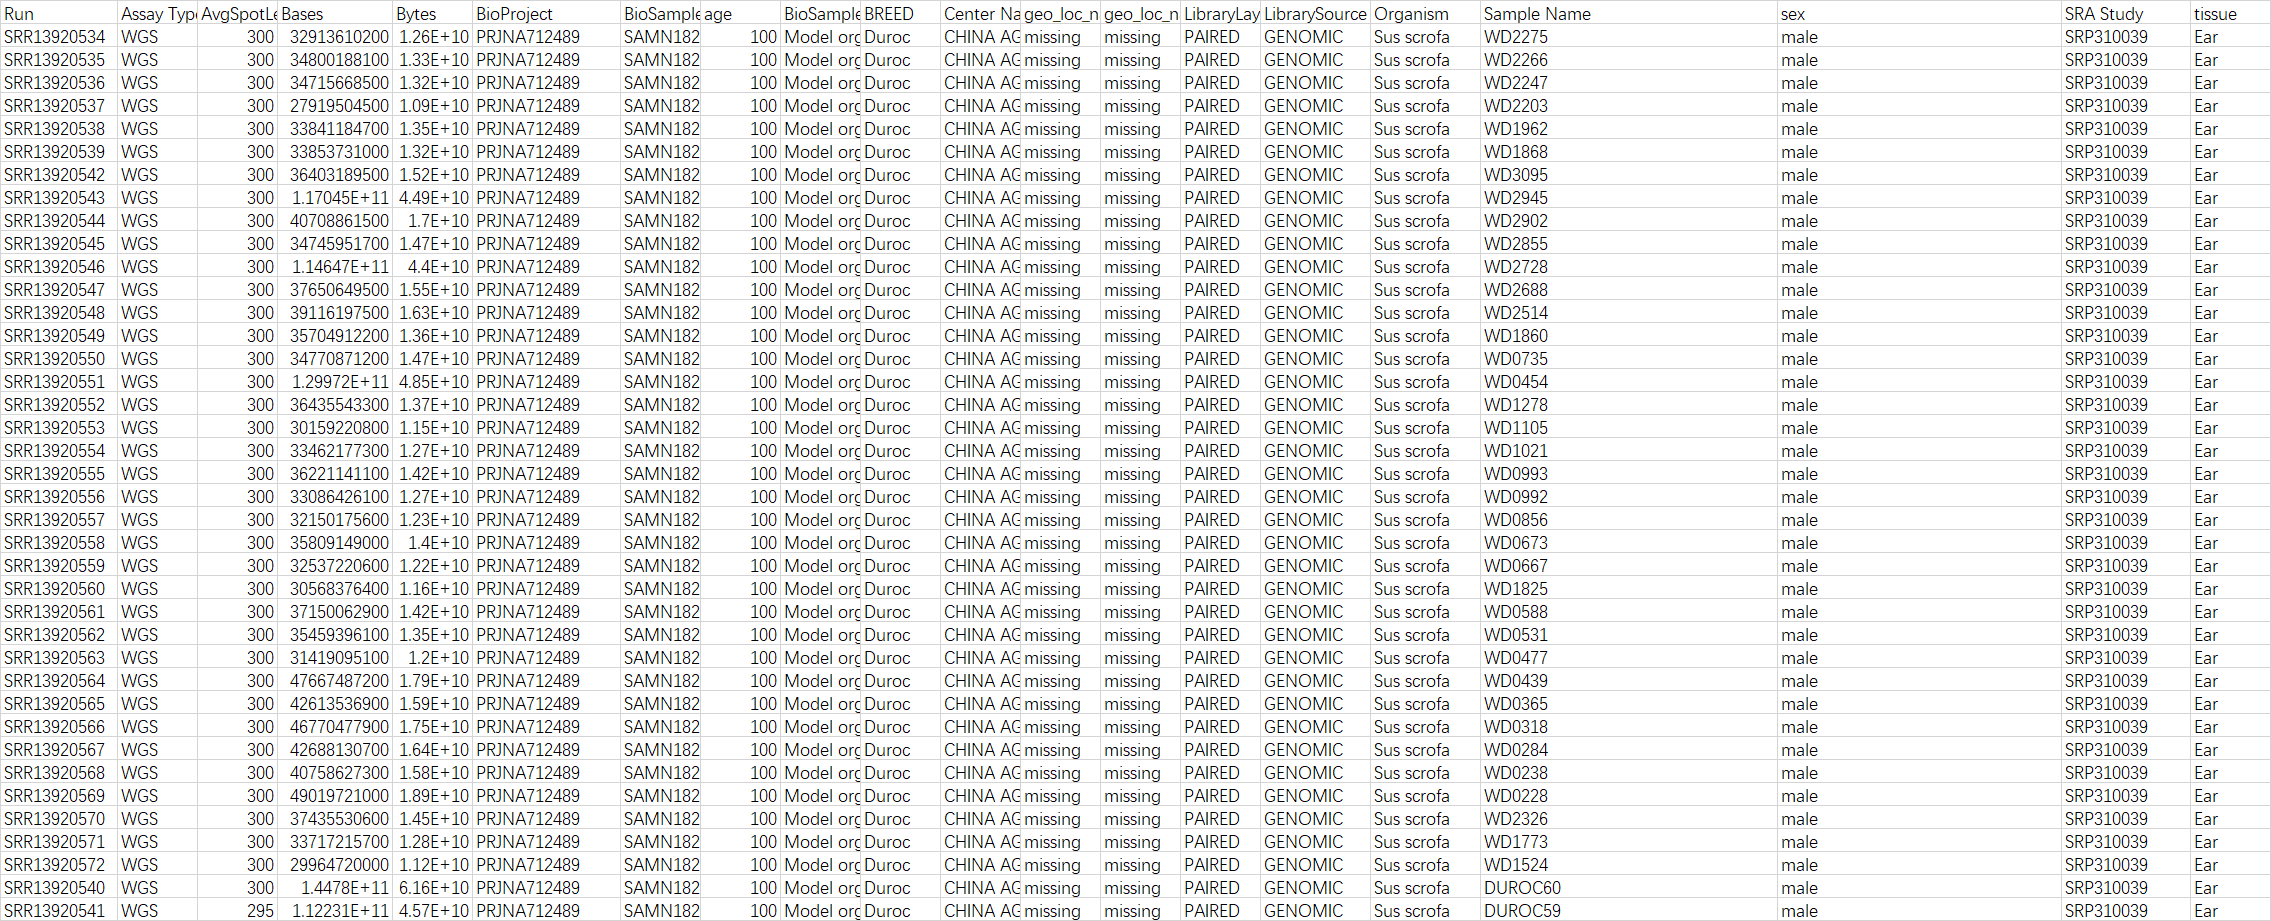 Run Assay Typ AvgSpotLe Bases Bytes BioProject BioSample age BioSample BREED Center Na geo_loc_n geo_loc_n LibraryLay LibrarySource Organism Sample Name sex SRA Study tissue
SRR13920534 WGS 300 32913610200 1.26E+10 PRJNA712489 SAMN182 100 Model org Duroc CHINA AG missing missing PAIRED GENOMIC Sus scrofa WD2275 male SRP310039 Ear
SRR13920535 WGS 300 34800188100 1.33E+10 PRJNA712489 SAMN182 100 Model org Duroc CHINA AG missing missing PAIRED GENOMIC Sus scrofa WD2266 male SRP310039 Ear
SRR13920536 WGS 300 34715668500 1.32E+10 PRJNA712489 SAMN182 100 Model org Duroc CHINA AG missing missing PAIRED GENOMIC Sus scrofa WD2247 male SRP310039 Ear
SRR13920537 WGS 300 27919504500 1.09E+10 PRJNA712489 SAMN182 100 Model org Duroc CHINA AG missing missing PAIRED GENOMIC Sus scrofa WD2203 male SRP310039 Ear
SRR13920538 WGS 300 33841184700 1.35E+10 PRJNA712489 SAMN182 100 Model org Duroc CHINA AG missing missing PAIRED GENOMIC Sus scrofa WD1962 male SRP310039 Ear
SRR13920539 WGS 300 33853731000 1.32E+10 PRJNA712489 SAMN182 100 Model org Duroc CHINA AG missing missing PAIRED GENOMIC Sus scrofa WD1868 male SRP310039 Ear
SRR13920542 WGS 300 36403189500 1.52E+10 PRJNA712489 SAMN182 100 Model org Duroc CHINA AG missing missing PAIRED GENOMIC Sus scrofa WD3095 male SRP310039 Ear
SRR13920543 WGS 300 1.17045E+11 4.49E+10 PRJNA712489 SAMN182 100 Model org Duroc CHINA AG missing missing PAIRED GENOMIC Sus scrofa WD2945 male SRP310039 Ear
SRR13920544 WGS 300 40708861500 1.7E+10 PRJNA712489 SAMN182 100 Model org Duroc CHINA AG missing missing PAIRED GENOMIC Sus scrofa WD2902 male SRP310039 Ear
SRR13920545 WGS 300 34745951700 1.47E+10 PRJNA712489 SAMN182 100 Model org Duroc CHINA AG missing missing PAIRED GENOMIC Sus scrofa WD2855 male SRP310039 Ear
SRR13920546 WGS 300 1.14647E+11 4.4E+10 PRJNA712489 SAMN182 100 Model org Duroc CHINA AG missing missing PAIRED GENOMIC Sus scrofa WD2728 male SRP310039 Ear
SRR13920547 WGS 300 37650649500 1.55E+10 PRJNA712489 SAMN182 100 Model org Duroc CHINA AG missing missing PAIRED GENOMIC Sus scrofa WD2688 male SRP310039 Ear
SRR13920548 WGS 300 39116197500 1.63E+10 PRJNA712489 SAMN182 100 Model org Duroc CHINA AG missing missing PAIRED GENOMIC Sus scrofa WD2514 male SRP310039 Ear
SRR13920549 WGS 300 35704912200 1.36E+10 PRJNA712489 SAMN182 100 Model org Duroc CHINA AG missing missing PAIRED GENOMIC Sus scrofa WD1860 male SRP310039 Ear
SRR13920550 WGS 300 34770871200 1.47E+10 PRJNA712489 SAMN182 100 Model org Duroc CHINA AG missing missing PAIRED GENOMIC Sus scrofa WD0735 male SRP310039 Ear
SRR13920551 WGS 300 1.29972E+11 4.85E+10 PRJNA712489 SAMN182 100 Model org Duroc CHINA AG missing missing PAIRED GENOMIC Sus scrofa WD0454 male SRP310039 Ear
SRR13920552 WGS 300 36435543300 1.37E+10 PRJNA712489 SAMN182 100 Model org Duroc CHINA AG missing missing PAIRED GENOMIC Sus scrofa WD1278 male SRP310039 Ear
SRR13920553 WGS 300 30159220800 1.15E+10 PRJNA712489 SAMN182 100 Model org Duroc CHINA AG missing missing PAIRED GENOMIC Sus scrofa WD1105 male SRP310039 Ear
SRR13920554 WGS 300 33462177300 1.27E+10 PRJNA712489 SAMN182 100 Model org Duroc CHINA AG missing missing PAIRED GENOMIC Sus scrofa WD1021 male SRP310039 Ear
SRR13920555 WGS 300 36221141100 1.42E+10 PRJNA712489 SAMN182 100 Model org Duroc CHINA AG missing missing PAIRED GENOMIC Sus scrofa WD0993 male SRP310039 Ear
SRR13920556 WGS 300 33086426100 1.27E+10 PRJNA712489 SAMN182 100 Model org Duroc CHINA AG missing missing PAIRED GENOMIC Sus scrofa WD0992 male SRP310039 Ear
SRR13920557 WGS 300 32150175600 1.23E+10 PRJNA712489 SAMN182 100 Model org Duroc CHINA AG missing missing PAIRED GENOMIC Sus scrofa WD0856 male SRP310039 Ear
SRR13920558 WGS 300 35809149000 1.4E+10 PRJNA712489 SAMN182 100 Model org Duroc CHINA AG missing missing PAIRED GENOMIC Sus scrofa WD0673 male SRP310039 Ear
SRR13920559 WGS 300 32537220600 1.22E+10 PRJNA712489 SAMN182 100 Model org Duroc CHINA AG missing missing PAIRED GENOMIC Sus scrofa WD0667 male SRP310039 Ear
SRR13920560 WGS 300 30568376400 1.16E+10 PRJNA712489 SAMN182 100 Model org Duroc CHINA AG missing missing PAIRED GENOMIC Sus scrofa WD1825 male SRP310039 Ear
SRR13920561 WGS 300 37150062900 1.42E+10 PRJNA712489 SAMN182 100 Model org Duroc CHINA AG missing missing PAIRED GENOMIC Sus scrofa WD0588 male SRP310039 Ear
SRR13920562 WGS 300 35459396100 1.35E+10 PRJNA712489 SAMN182 100 Model org Duroc CHINA AG missing missing PAIRED GENOMIC Sus scrofa WD0531 male SRP310039 Ear
SRR13920563 WGS 300 31419095100 1.2E+10 PRJNA712489 SAMN182 100 Model org Duroc CHINA AG missing missing PAIRED GENOMIC Sus scrofa WD0477 male SRP310039 Ear
SRR13920564 WGS 300 47667487200 1.79E+10 PRJNA712489 SAMN182 100 Model org Duroc CHINA AG missing missing PAIRED GENOMIC Sus scrofa WD0439 male SRP310039 Ear
SRR13920565 WGS 300 42613536900 1.59E+10 PRJNA712489 SAMN182 100 Model org Duroc CHINA AG missing missing PAIRED GENOMIC Sus scrofa WD0365 male SRP310039 Ear
SRR13920566 WGS 300 46770477900 1.75E+10 PRJNA712489 SAMN182 100 Model org Duroc CHINA AG missing missing PAIRED GENOMIC Sus scrofa WD0318 male SRP310039 Ear
SRR13920567 WGS 300 42688130700 1.64E+10 PRJNA712489 SAMN182 100 Model org Duroc CHINA AG missing missing PAIRED GENOMIC Sus scrofa WD0284 male SRP310039 Ear
SRR13920568 WGS 300 40758627300 1.58E+10 PRJNA712489 SAMN182 100 Model org Duroc CHINA AG missing missing PAIRED GENOMIC Sus scrofa WD0238 male SRP310039 Ear
SRR13920569 WGS 300 49019721000 1.89E+10 PRJNA712489 SAMN182 100 Model org Duroc CHINA AG missing missing PAIRED GENOMIC Sus scrofa WD0228 male SRP310039 Ear
SRR13920570 WGS 300 37435530600 1.45E+10 PRJNA712489 SAMN182 100 Model org Duroc CHINA AG missing missing PAIRED GENOMIC Sus scrofa WD2326 male SRP310039 Ear
SRR13920571 WGS 300 33717215700 1.28E+10 PRJNA712489 SAMN182 100 Model org Duroc CHINA AG missing missing PAIRED GENOMIC Sus scrofa WD1773 male SRP310039 Ear
SRR13920572 WGS 300 29964720000 1.12E+10 PRJNA712489 SAMN182 100 Model org Duroc CHINA AG missing missing PAIRED GENOMIC Sus scrofa WD1524 male SRP310039 Ear
SRR13920540 WGS 300 1.4478E+11 6.16E+10 PRJNA712489 SAMN182 100 Model org Duroc CHINA AG missing missing PAIRED GENOMIC Sus scrofa DUROC60 male SRP310039 Ear
SRR13920541 WGS 295 1.12231E+11 4.57E+10 PRJNA712489 SAMN182 100 Model org Duroc CHINA AG missing missing PAIRED GENOMIC Sus scrofa DUROC59 male SRP310039 Ear